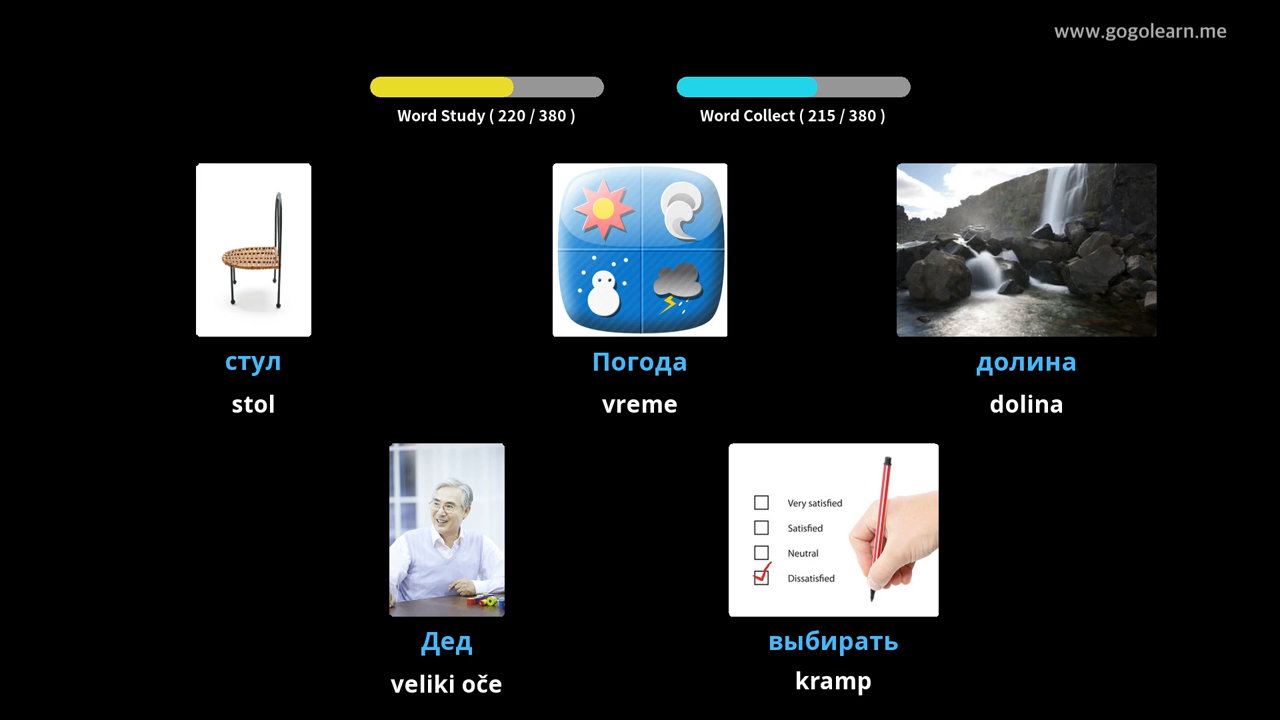 www.gogolearn.me
Word Study ( 220 / 380 )
Word Collect ( 215 / 380 )
стул
Погода
долина
stol
vreme
dolina
Very satisfied
Satisfied
Neutral
Dissatisfied
Дед
выбирать
veliki oče
kramp